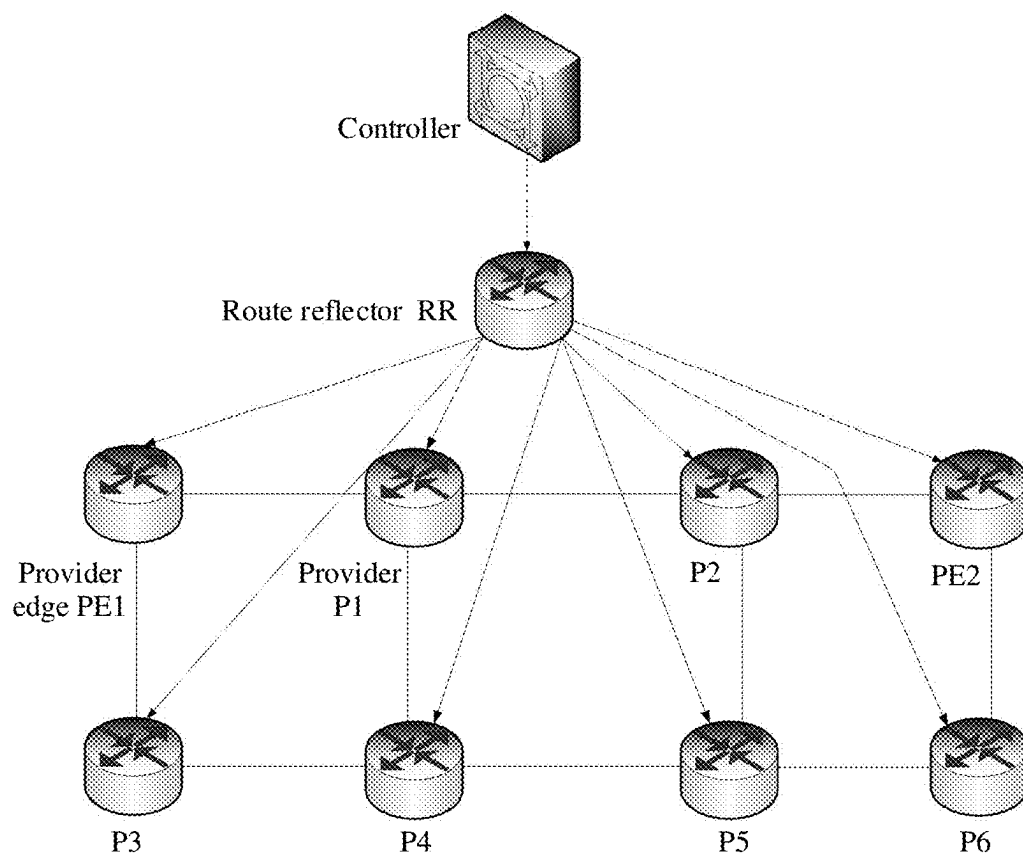 Controller
Route reflector RR
Provider
edge PE1
Provider
P1
P2
PE2
P3
P4
P5
P6